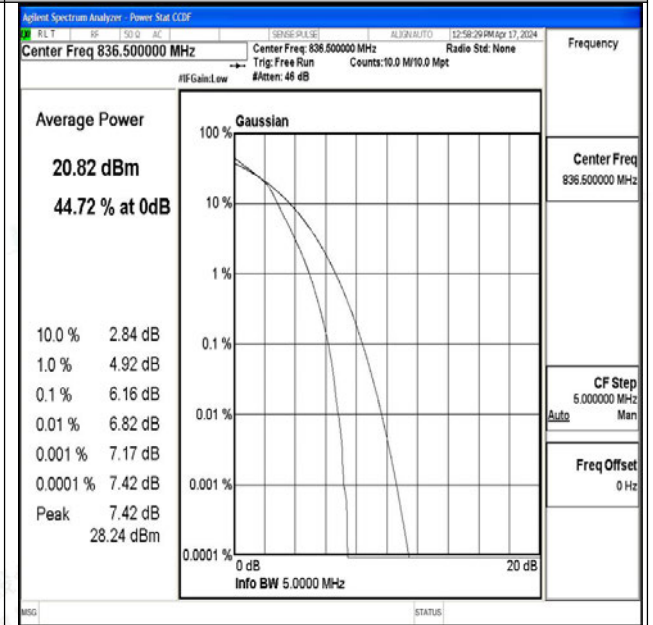 Agilent Spectrum Analyzer - Power Stat CCDF
RLT RF 50 Ω AC SENSE:PULSE ALIGN AUTO 12:58:29 PM Apr 17, 2024
Center Freq 836.500000 MHz
Center Freq: 836.500000 MHz Radio Std: None
Trig: Free Run Counts:10.0 M/10.0 Mpt
#IFGain:Low #Atten: 46 dB
Frequency
Average Power
20.82 dBm
44.72 % at 0dB
10.0 % 2.84 dB
1.0 % 4.92 dB
0.1 % 6.16 dB
0.01 % 6.82 dB
0.001 % 7.17 dB
0.0001 % 7.42 dB
Peak 7.42 dB
28.24 dBm
Gaussian
100 %
10 %
1 %
0.1 %
0.01 %
0.001 %
0.0001 %
0 dB 20 dB
Info BW 5.0000 MHz
Center Freq
836.500000 MHz
CF Step
5.000000 MHz
Auto Man
Freq Offset
0 Hz
MSG STATUS